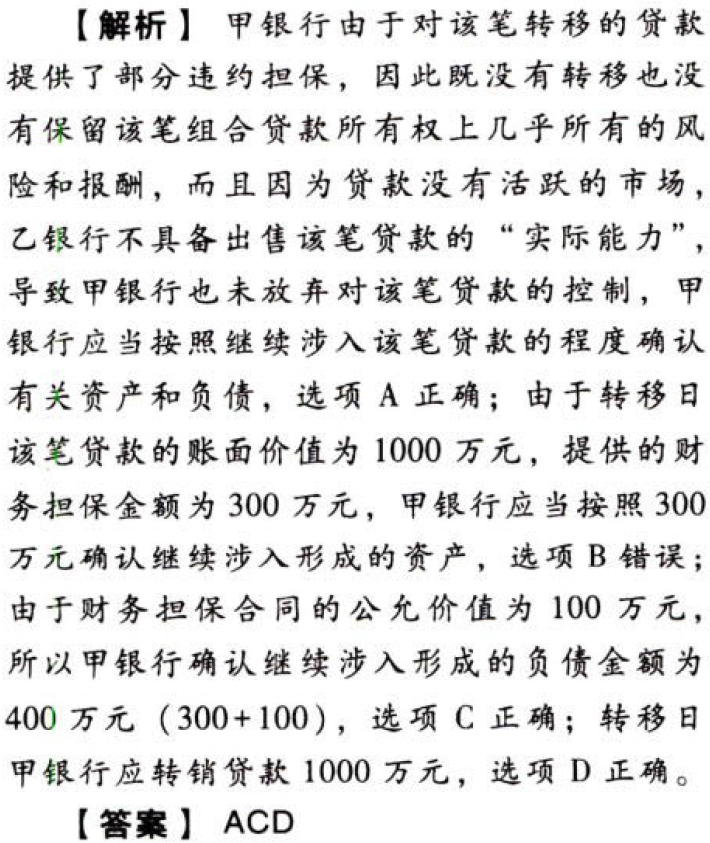 【解析】 甲银行由于对该笔转移的贷款
提供了部分违约担保，因此既没有转移也没
有保留该笔组合贷款所有权上几乎所有的风
险和报酬，而且因为贷款没有活跃的市场，
乙银行不具备出售该笔贷款的“实际能力”，
导致甲银行也未放弃对该笔贷款的控制，甲
银行应当按照继续涉入该笔贷款的程度确认
有关资产和负债，选项 A 正确；由于转移日
该笔贷款的账面价值为 1000 万元，提供的财
务担保金额为 300 万元，甲银行应当按照 300
万元确认继续涉入形成的资产，选项 B 错误；
由于财务担保合同的公允价值为 100 万元，
所以甲银行确认继续涉入形成的负债金额为
400 万元（300+100），选项 C 正确；转移日
甲银行应转销贷款 1000 万元，选项 D 正确。
【答案】 ACD